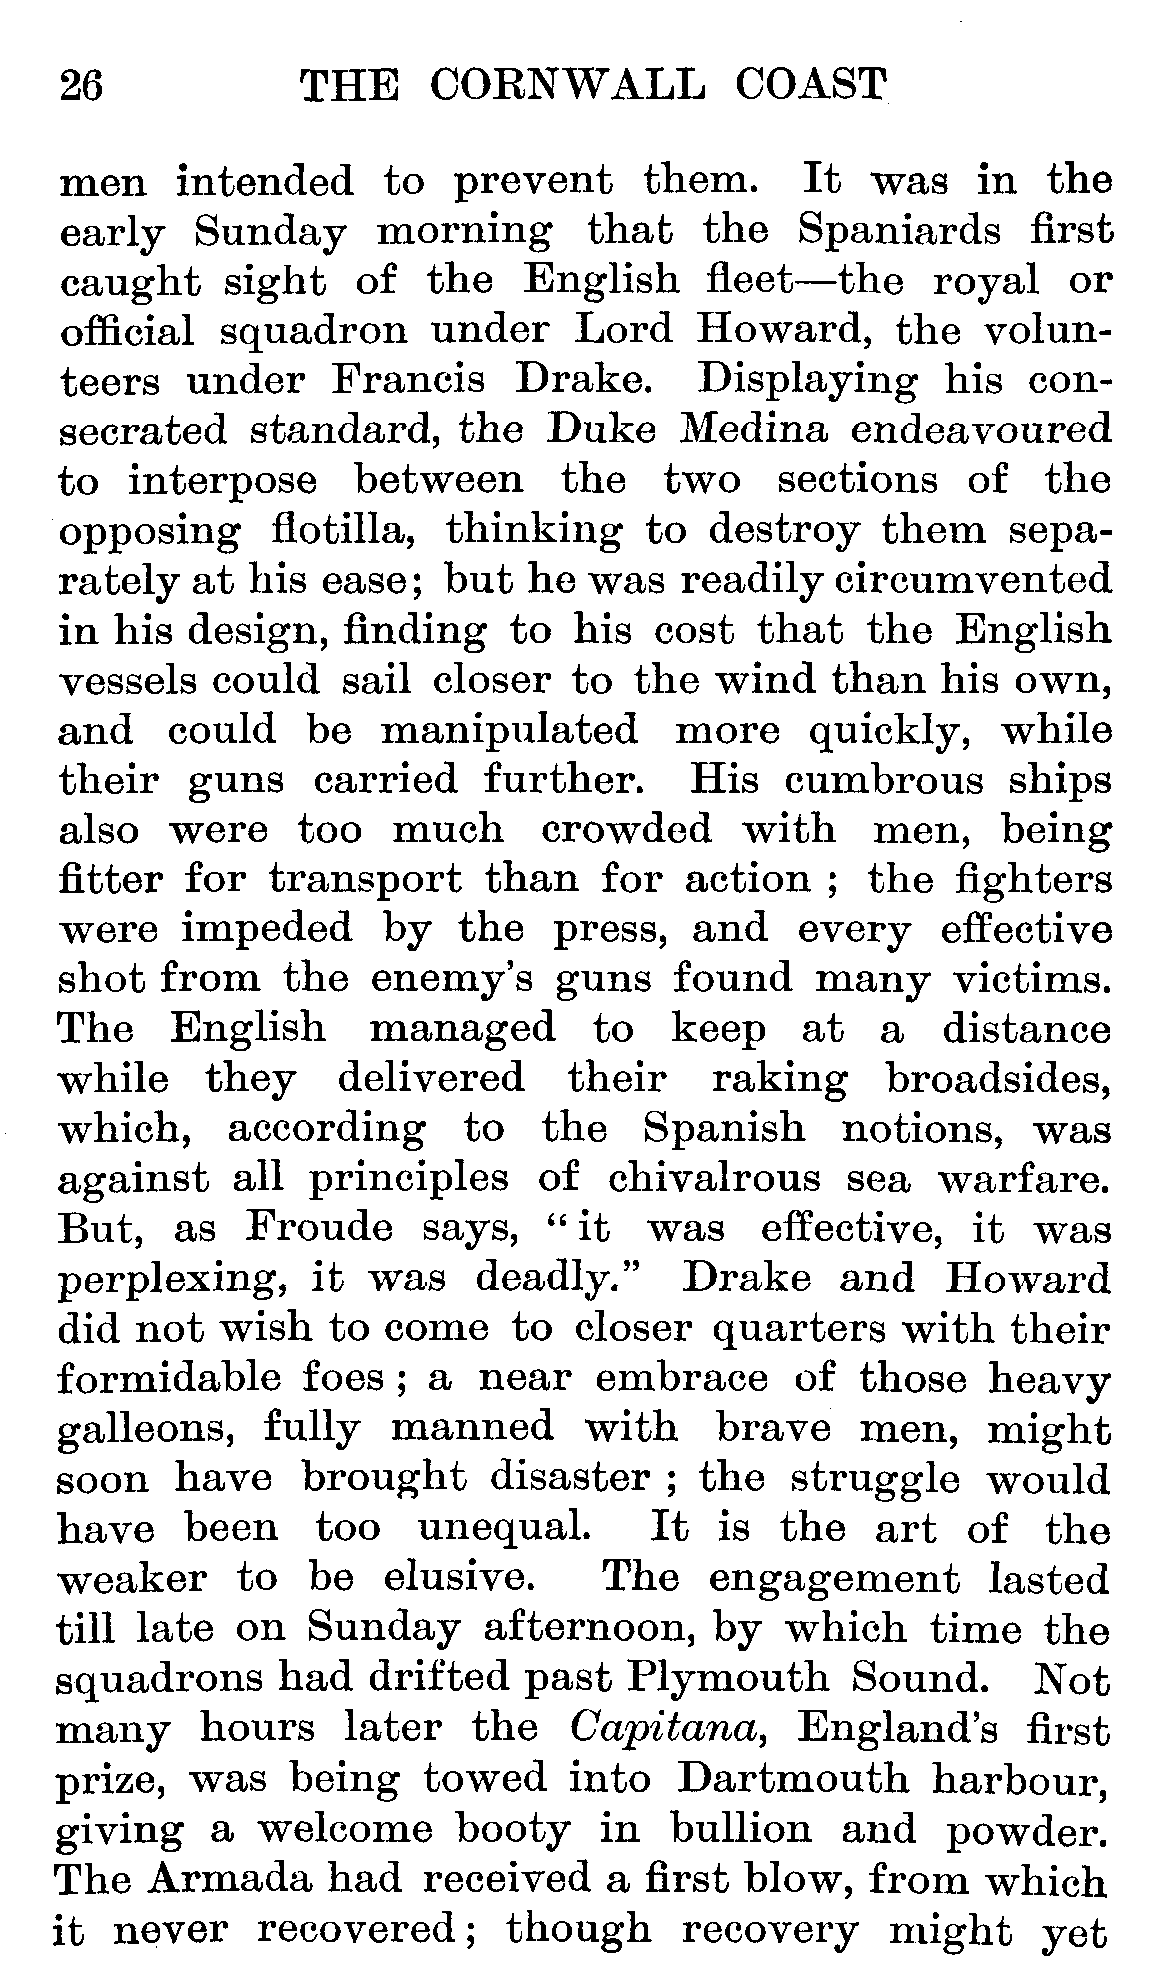 26 THE CORNWALL COAST
men intended to prevent them. It was in the
early Sunday morning that the Spaniards first
caught sight of the English fleet—the royal or
official squadron under Lord Howard, the volun-
teers under Francis Drake. Displaying his con-
secrated standard, the Duke Medina endeavoured
to interpose between the two sections of the
opposing flotilla, thinking to destroy them sepa-
rately at his ease; but he was readily circumvented
in his design, finding to his cost that the English
vessels could sail closer to the wind than his own,
and could be manipulated more quickly, while
their guns carried further. His cumbrous ships
also were too much crowded with men, being
fitter for transport than for action ; the fighters
were impeded by the press, and every effective
shot from the enemy's guns found many victims.
The English managed to keep at a distance
while they delivered their raking broadsides,
which, according to the Spanish notions, was
against all principles of chivalrous sea warfare.
But, as Froude says, “it was effective, it was
perplexing, it was deadly.” Drake and Howard
did not wish to come to closer quarters with their
formidable foes ; a near embrace of those heavy
galleons, fully manned with brave men, might
soon have brought disaster ; the struggle would
have been too unequal. It is the art of the
weaker to be elusive. The engagement lasted
till late on Sunday afternoon, by which time the
squadrons had drifted past Plymouth Sound. Not
many hours later the Capitana, England's first
prize, was being towed into Dartmouth harbour,
giving a welcome booty in bullion and powder.
The Armada had received a first blow, from which
it never recovered; though recovery might yet